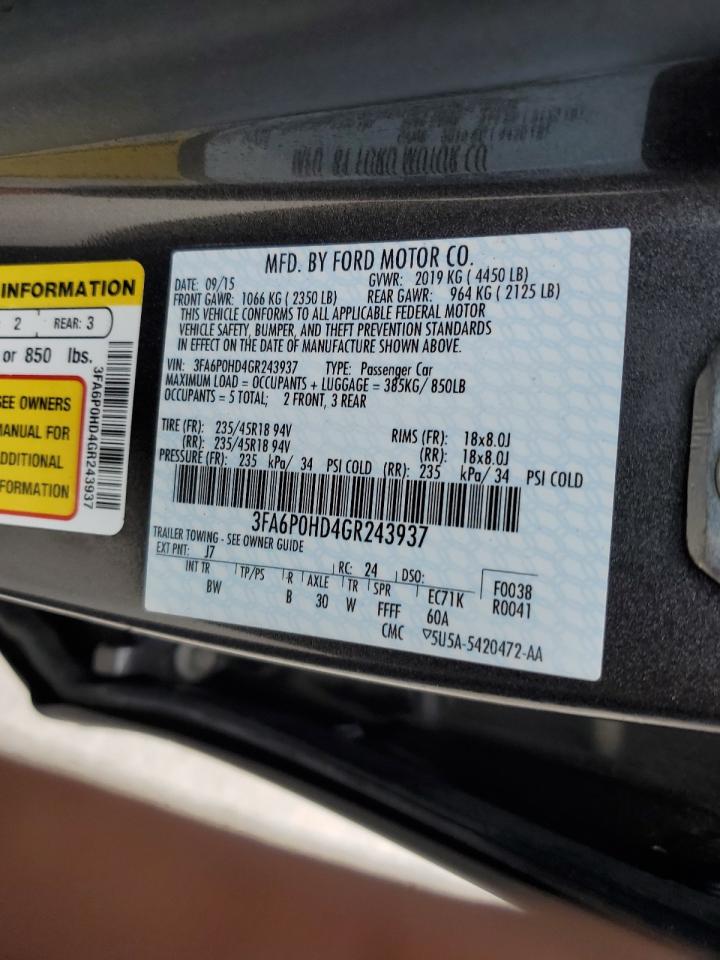 MFD. BY FORD MOTOR CO.
DATE: 09/15 GVWR: 2019 KG ( 4450 LB)
FRONT GAWR: 1066 KG ( 2350 LB) REAR GAWR: 964 KG ( 2125 LB)
THIS VEHICLE CONFORMS TO ALL APPLICABLE FEDERAL MOTOR
VEHICLE SAFETY, BUMPER, AND THEFT PREVENTION STANDARDS
IN EFFECT ON THE DATE OF MANUFACTURE SHOWN ABOVE.
VIN: 3FA6P0HD4GR243937 TYPE: Passenger Car
MAXIMUM LOAD = OCCUPANTS + LUGGAGE = 385KG/ 850LB
OCCUPANTS = 5 TOTAL; 2 FRONT, 3 REAR
TIRE (FR): 235/45R18 94V RIMS (FR): 18x8.0J
(RR): 235/45R18 94V (RR): 18x8.0J
PRESSURE (FR): 235 kPa/ 34 PSI COLD (RR): 235 kPa/ 34 PSI COLD
3FA6P0HD4GR243937
TRAILER TOWING - SEE OWNER GUIDE
EXT PNT: J7 RC: 24 DSO: F0038
INT TR TP/PS R AXLE TR SPR EC71K R0041
BW B 30 W FFFF 60A
CMC ▽5U5A-5420472-AA
INFORMATION
2 REAR: 3
or 850 lbs.
SEE OWNERS
MANUAL FOR
ADDITIONAL
INFORMATION
3FA6P0HD4GR243937